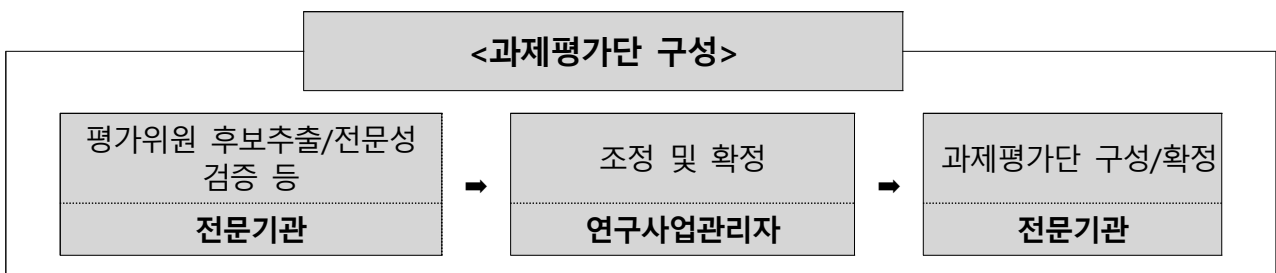 <과제평가단 구성>
평가위원 후보추출/전문성
검증 등
전문기관
➡
조정 및 확정
연구사업관리자
➡
과제평가단 구성/확정
전문기관